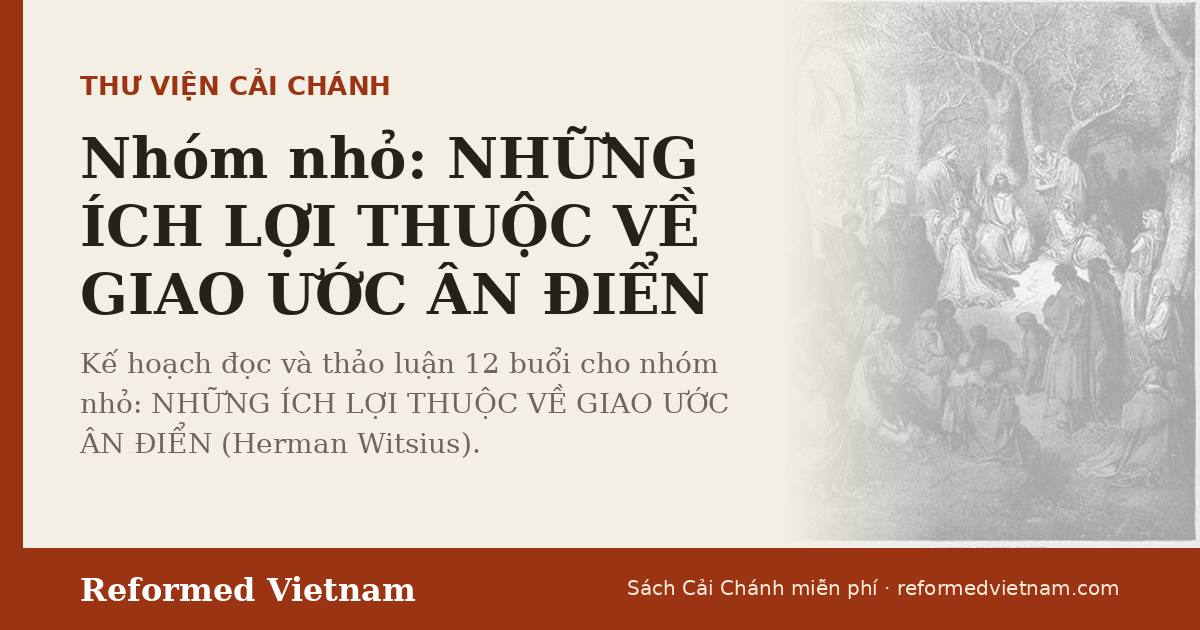 THƯ VIỆN CẢI CHÁNH
Nhóm nhỏ: NHỮNG
ÍCH LỢI THUỘC VỀ
GIAO ƯỚC ÂN ĐIỂN
Kế hoạch đọc và thảo luận 12 buổi cho nhóm
nhỏ: NHỮNG ÍCH LỢI THUỘC VỀ GIAO ƯỚC
ÂN ĐIỂN (Herman Witsius).
Reformed Vietnam
Sách Cải Chánh miễn phí · reformedvietnam.com